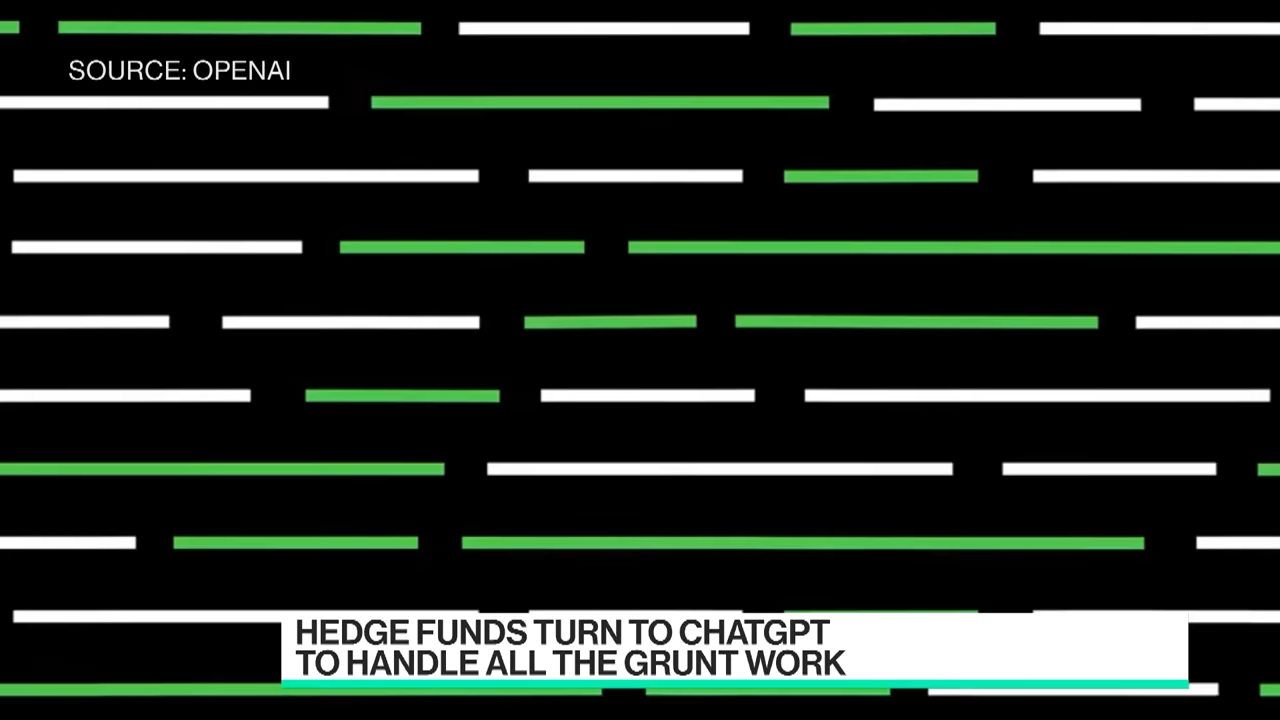 SOURCE: OPENAI
HEDGE FUNDS TURN TO CHATGPT
TO HANDLE ALL THE GRUNT WORK